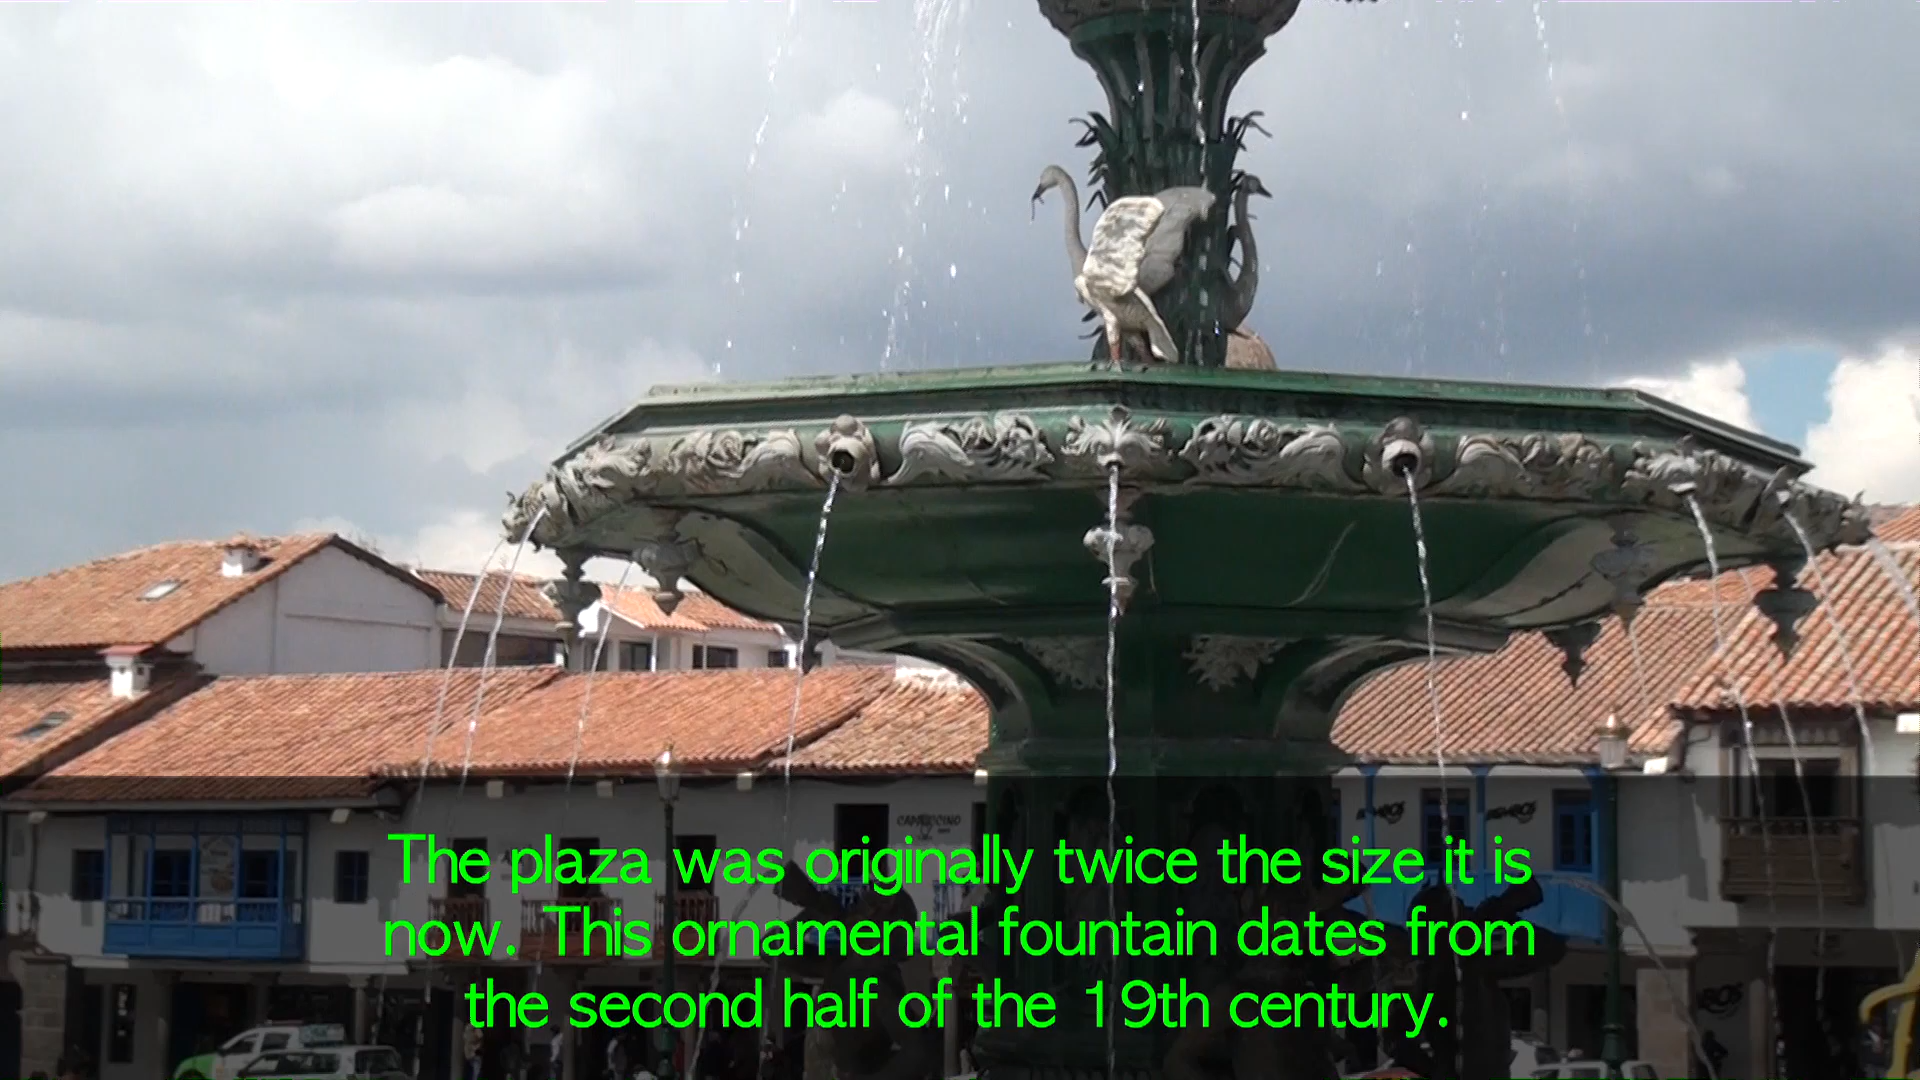 CAPUCCINO
The plaza was originally twice the size it is
now. This ornamental fountain dates from
the second half of the 19th century.